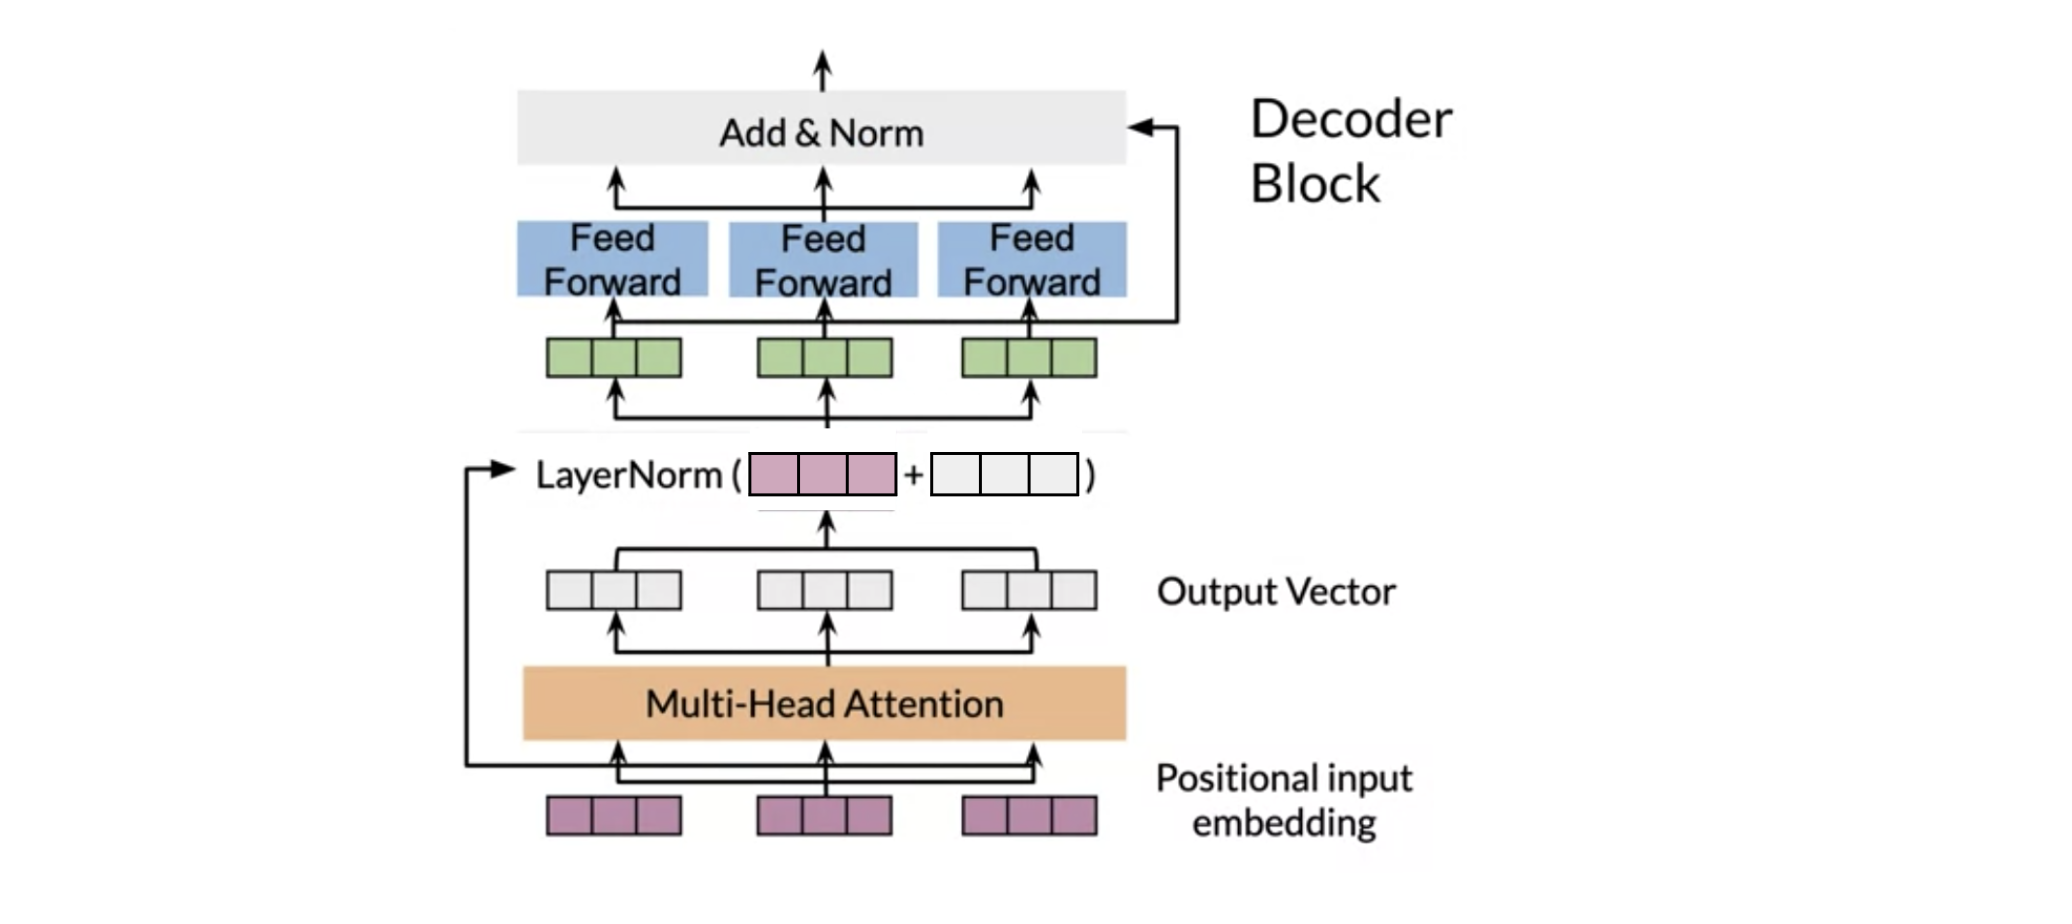 Add & Norm
Decoder
Block
Feed
Forward
Feed
Forward
Feed
Forward
LayerNorm ( + )
Output Vector
Multi-Head Attention
Positional input
embedding